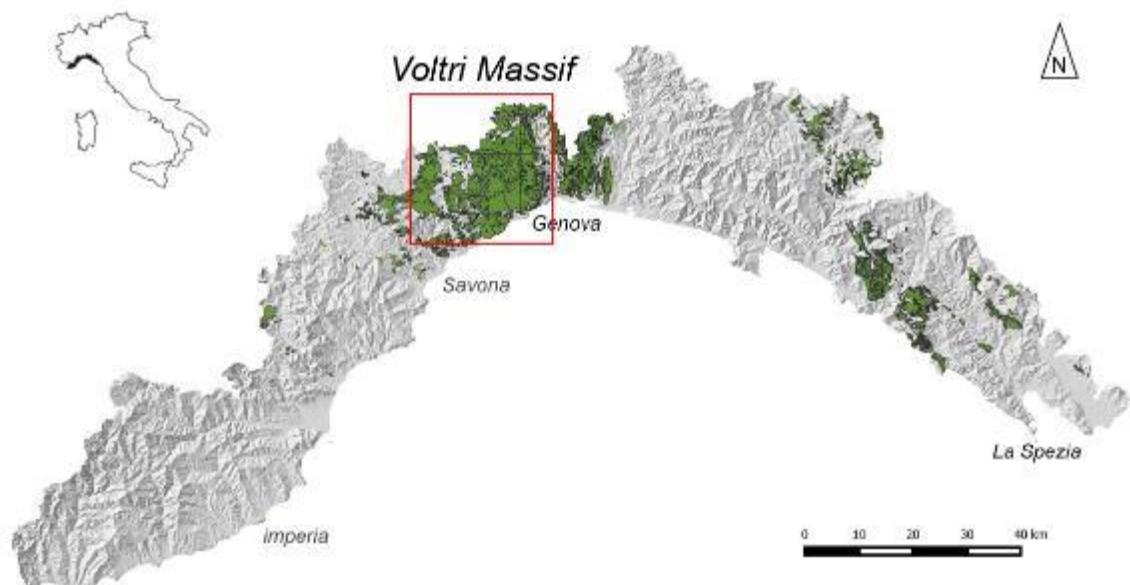 Voltri Massif
N
Genova
Savona
La Spezia
imperia
0 10 20 30 40 km